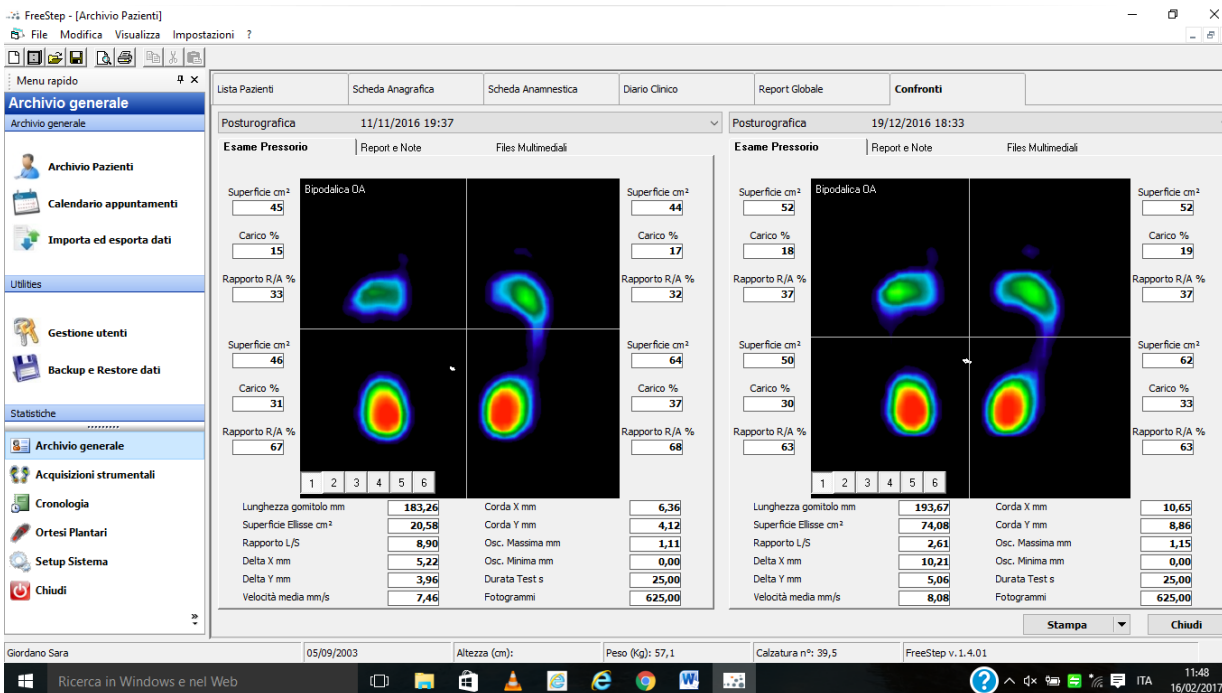 FreeStep - [Archivio Pazienti]
File Modifica Visualizza Impostazioni ?
Menu rapido
Archivio generale
Archivio generale
Archivio Pazienti
Calendario appuntamenti
Importa ed esporta dati
Utilities
Gestione utenti
Backup e Restore dati
Statistiche
Archivio generale
Acquisizioni strumentali
Cronologia
Ortesi Plantari
Setup Sistema
Chiudi
Lista Pazienti Scheda Anagrafica Scheda Anamnestica Diario Clinico Report Globale Confronti
Posturografica 11/11/2016 19:37
Esame Pressorio Report e Note Files Multimediali
Bipodalica OA
Superficie cm² 45
Carico % 15
Rapporto R/A % 33
Superficie cm² 46
Carico % 31
Rapporto R/A % 67
Superficie cm² 44
Carico % 17
Rapporto R/A % 32
Superficie cm² 64
Carico % 37
Rapporto R/A % 68
1 2 3 4 5 6
Lunghezza gomitolo mm 183,26 Corda X mm 6,36
Superficie Ellisse cm² 20,58 Corda Y mm 4,12
Rapporto L/S 8,90 Osc. Massima mm 1,11
Delta X mm 5,22 Osc. Minima mm 0,00
Delta Y mm 3,96 Durata Test s 25,00
Velocità media mm/s 7,46 Fotogrammi 625,00
Posturografica 19/12/2016 18:33
Esame Pressorio Report e Note Files Multimediali
Bipodalica OA
Superficie cm² 52
Carico % 18
Rapporto R/A % 37
Superficie cm² 50
Carico % 30
Rapporto R/A % 63
Superficie cm² 52
Carico % 19
Rapporto R/A % 37
Superficie cm² 62
Carico % 33
Rapporto R/A % 63
1 2 3 4 5 6
Lunghezza gomitolo mm 193,67 Corda X mm 10,65
Superficie Ellisse cm² 74,08 Corda Y mm 8,86
Rapporto L/S 2,61 Osc. Massima mm 1,15
Delta X mm 10,21 Osc. Minima mm 0,00
Delta Y mm 5,06 Durata Test s 25,00
Velocità media mm/s 8,08 Fotogrammi 625,00
Stampa Chiudi
Giordano Sara 05/09/2003 Altezza (cm): Peso (Kg): 57,1 Calzatura n°: 39,5 FreeStep v.1.4.01
Ricerca in Windows e nel Web
ITA
11:48
16/02/2017